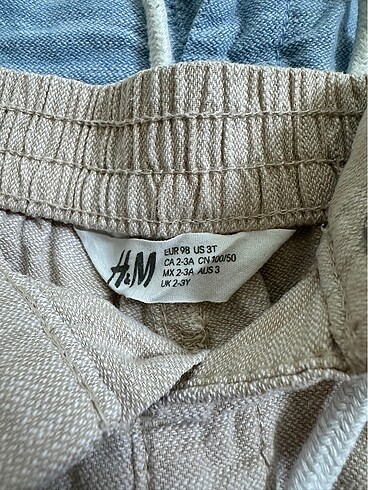 H&M
EUR 98 US 3T
CA 2-3A CN 100/50
MX 2-3A AUS 3
UK 2-3Y